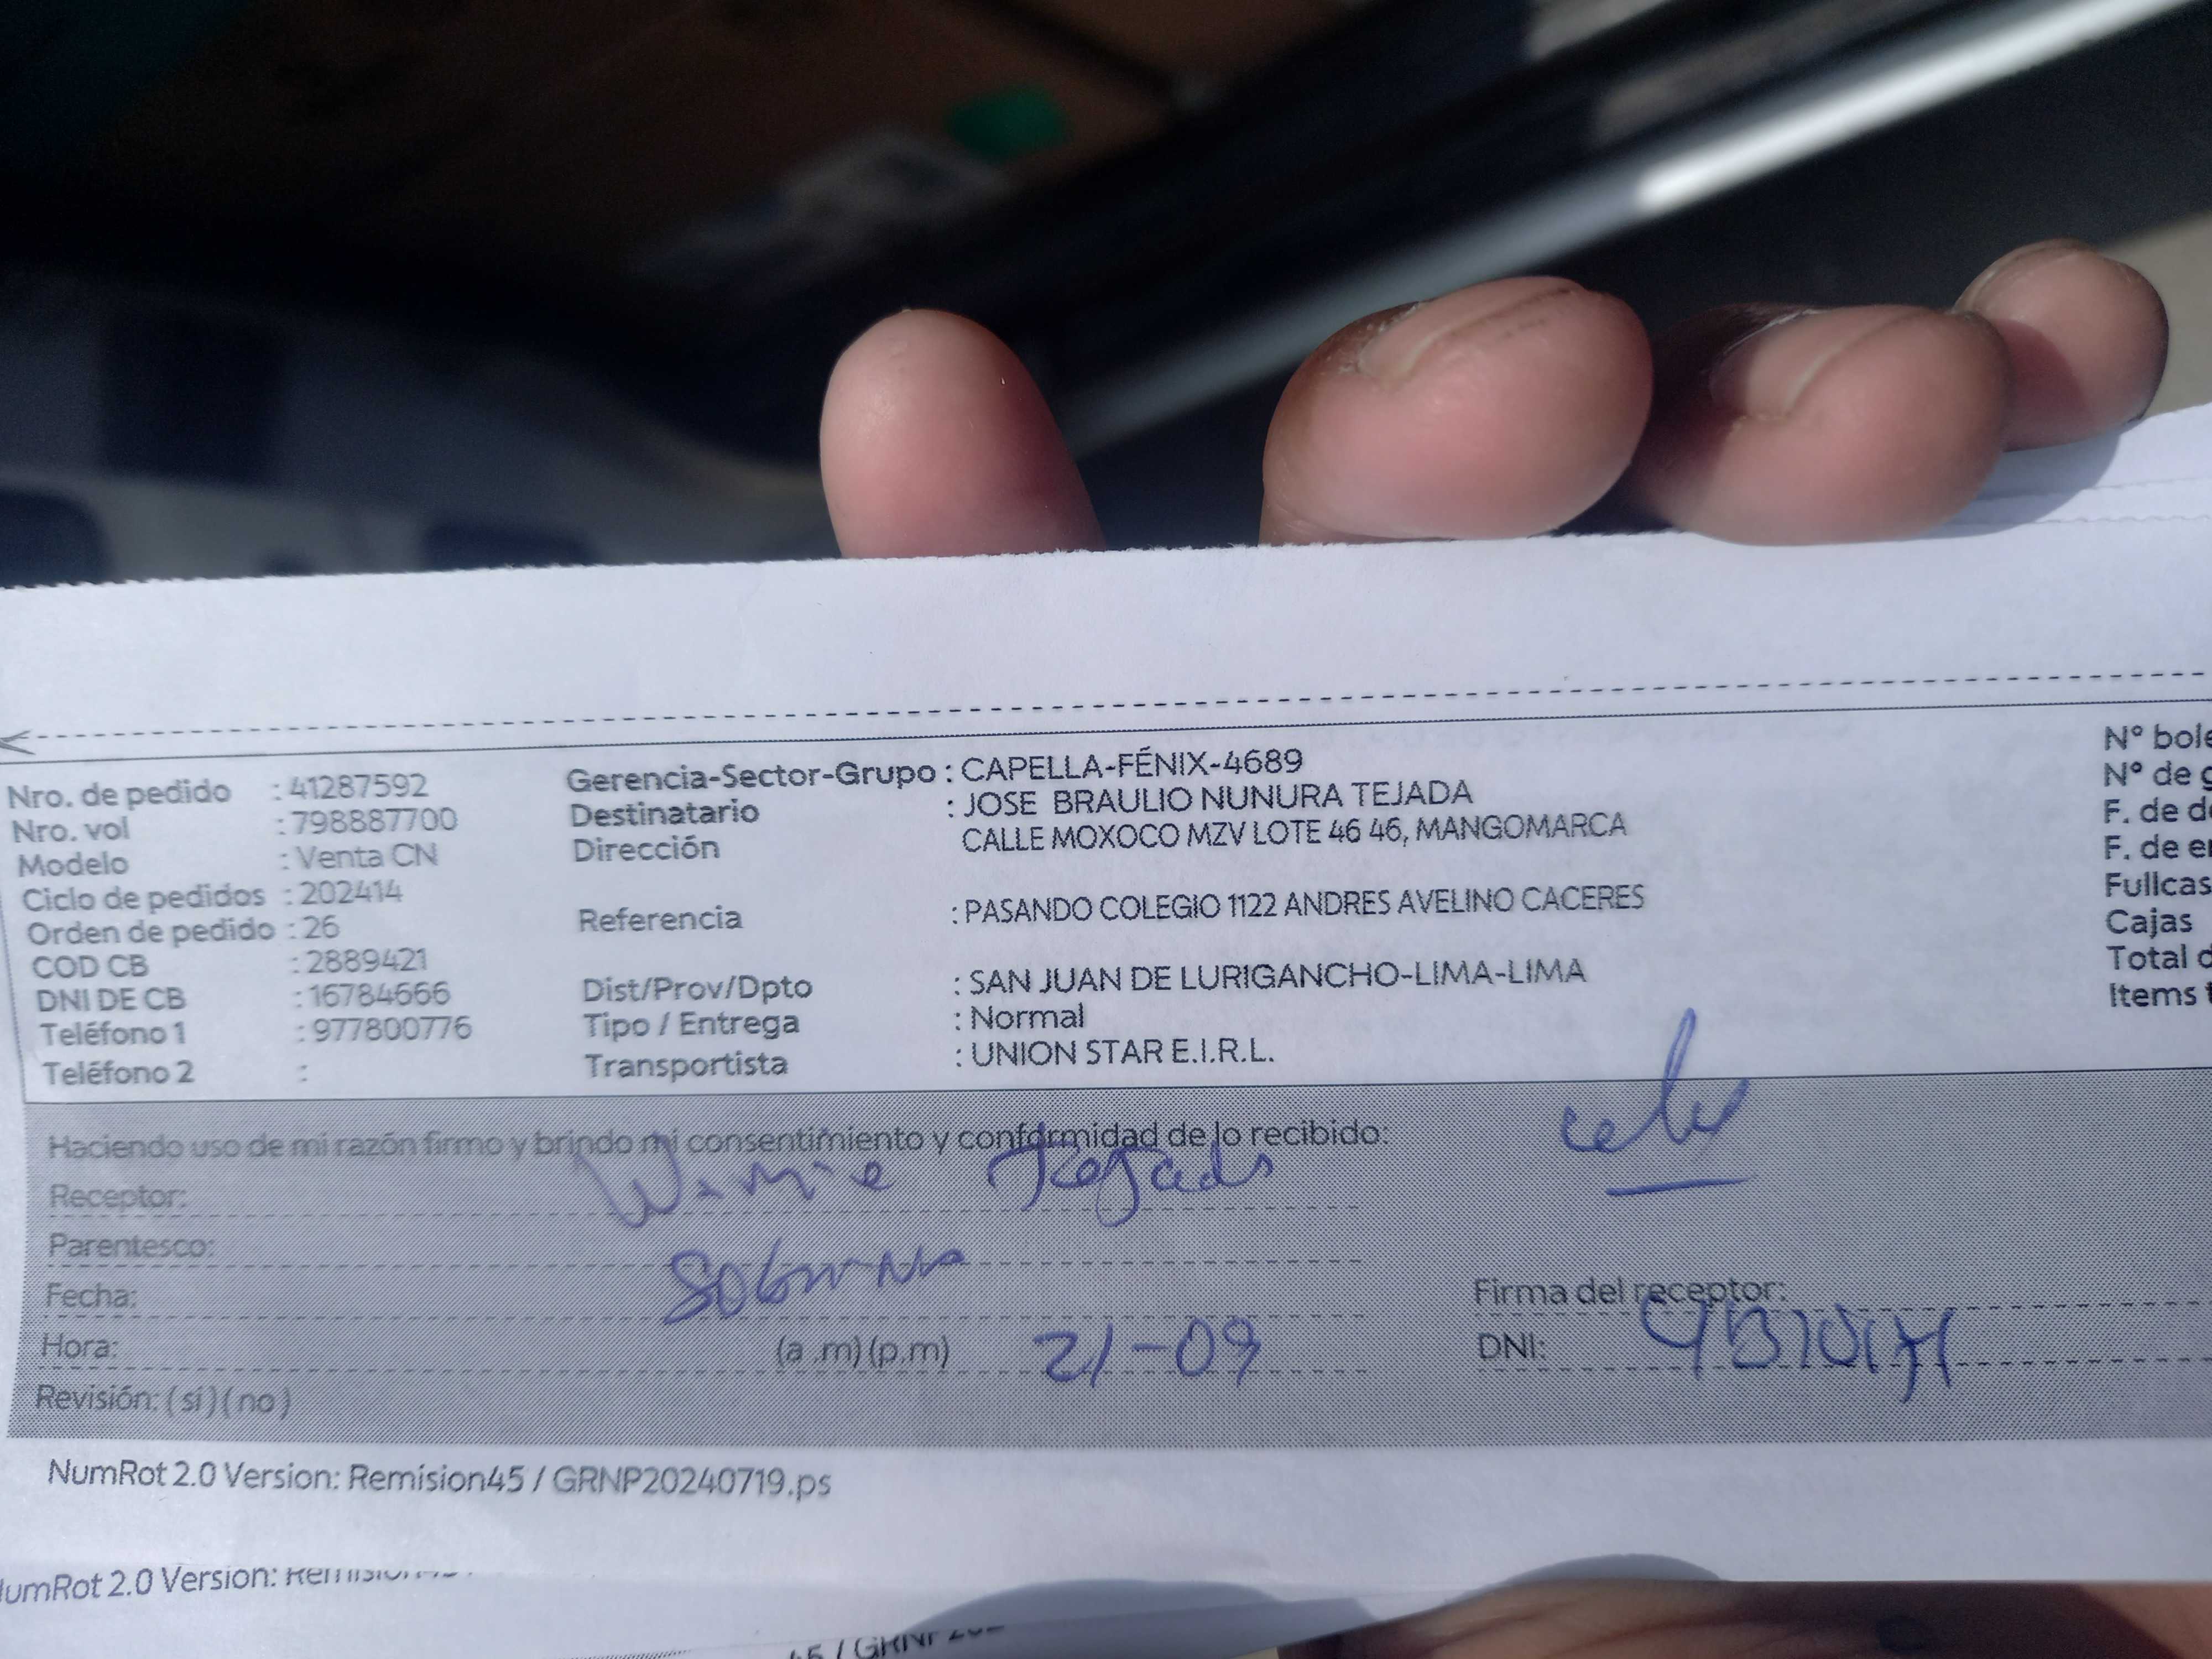 Nro. de pedido : 41287592
Nro. vol : 798887700
Modelo : Venta CN
Ciclo de pedidos : 202414
Orden de pedido : 26
COD CB : 2889421
DNI DE CB : 16784666
Teléfono 1 : 977800776
Teléfono 2 :
Gerencia-Sector-Grupo : CAPELLA-FÉNIX-4689
Destinatario : JOSE BRAULIO NUNURA TEJADA
Dirección CALLE MOXOCO MZV LOTE 46 46, MANGOMARCA
Referencia : PASANDO COLEGIO 1122 ANDRES AVELINO CACERES
Dist/Prov/Dpto : SAN JUAN DE LURIGANCHO-LIMA-LIMA
Tipo / Entrega : Normal
Transportista : UNION STAR E.I.R.L.
Nº bole
Nº de g
F. de d
F. de e
Fullcas
Cajas
Total d
Items t
Haciendo uso de mi razón firmo y brindo mi consentimiento y conformidad de lo recibido:
Receptor: Tejada
Parentesco:
Fecha: Sobrina
Hora: (a .m) (p.m) 21-09
Revisión: ( sí ) ( no )
Firma del receptor:
DNI:
NumRot 2.0 Version: Remision45 / GRNP20240719.ps
umRot 2.0 Version: Remision45
45 / GRNP202